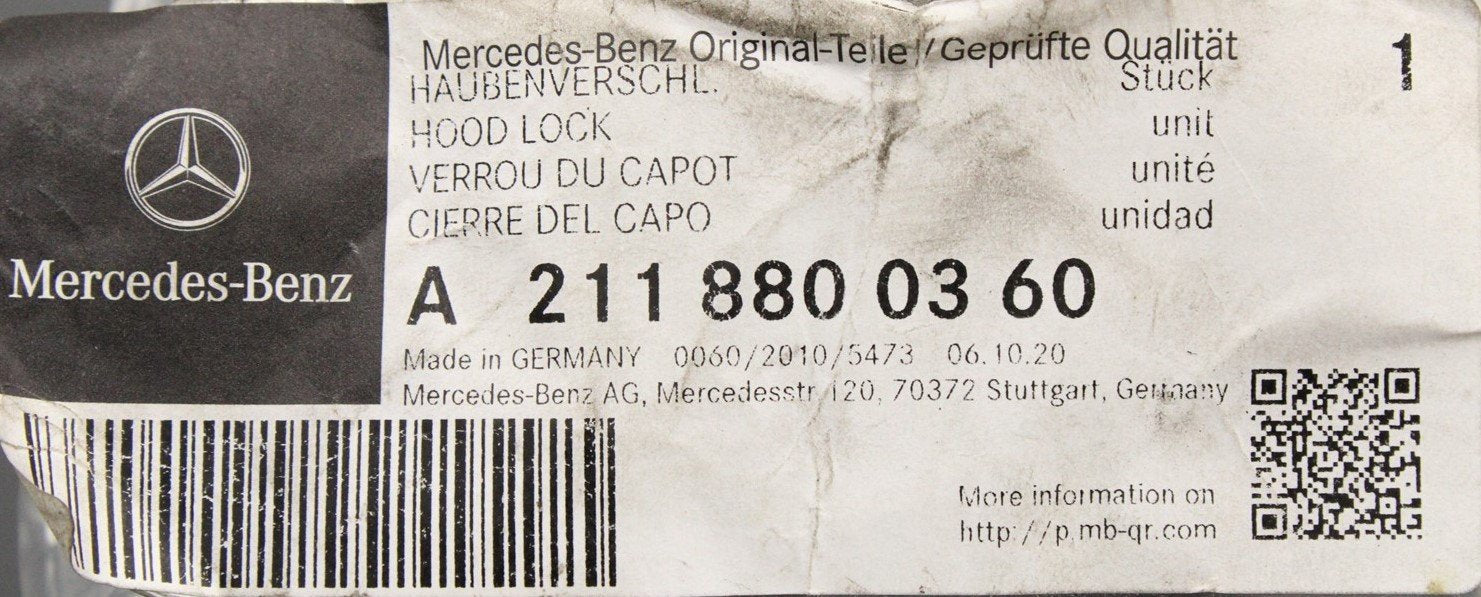 Mercedes-Benz Original-Teile / Geprüfte Qualität
1
HAUBENVERSCHL. Stück
HOOD LOCK unit
VERROU DU CAPOT unité
CIERRE DEL CAPO unidad
Mercedes-Benz
A 211 880 03 60
Made in GERMANY 0060/2010/5473 06.10.20
Mercedes-Benz AG, Mercedesstr 120, 70372 Stuttgart, Germany
More information on
http://p.mb-qr.com